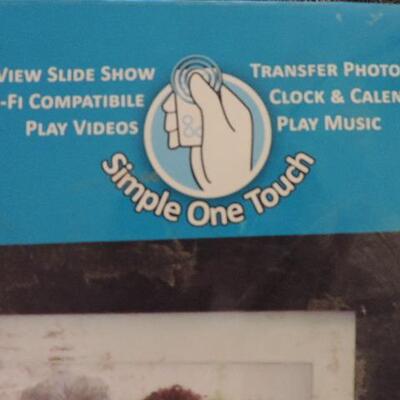 View Slide Show
-Fi Compatibile
Play Videos
Transfer Photo
Clock & Calen
Play Music
Simple One Touch